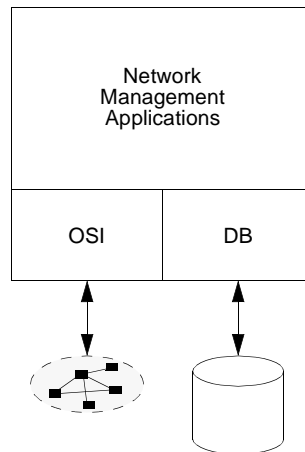 Network
Management
Applications
OSI
DB